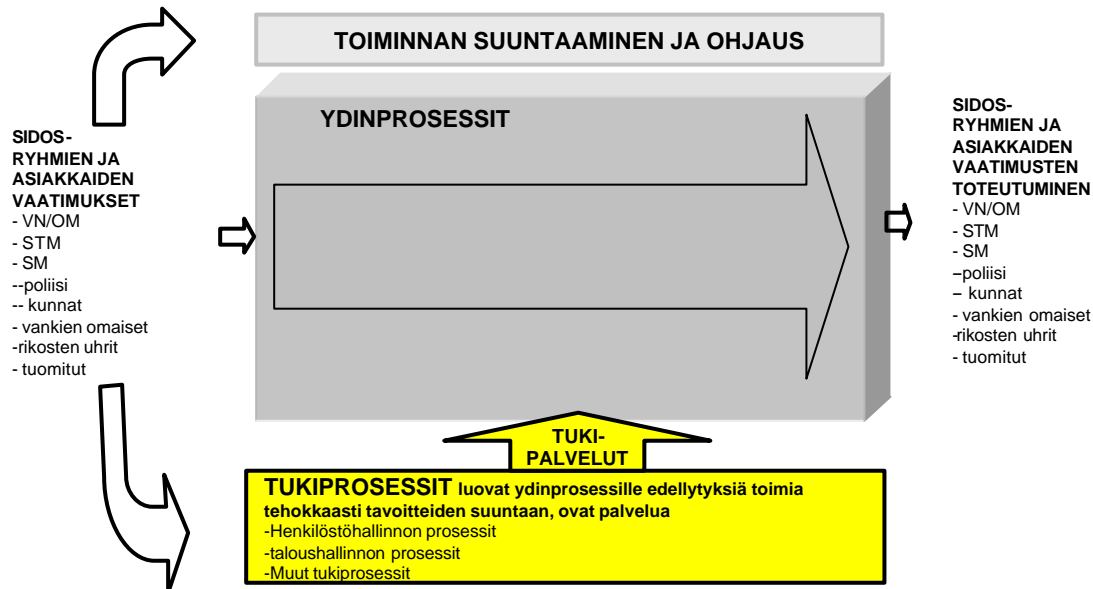 TOIMINNAN SUUNTAAMINEN JA OHJAUS
YDINPROSESSIT
SIDOS-
RYHMIEN JA
ASIAKKAIDEN
VAATIMUKSET
- VN/OM
- STM
- SM
--poliisi
-- kunnat
- vankien omaiset
-rikosten uhrit
- tuomitut
SIDOS-
RYHMIEN JA
ASIAKKAIDEN
VAATIMUSTEN
TOTEUTUMINEN
- VN/OM
- STM
- SM
–poliisi
– kunnat
- vankien omaiset
-rikosten uhrit
- tuomitut
TUKI-
PALVELUT
TUKIPROSESSIT luovat ydinprosessille edellytyksiä toimia
tehokkaasti tavoitteiden suuntaan, ovat palvelua
-Henkilöstöhallinnon prosessit
-taloushallinnon prosessit
-Muut tukiprosessit